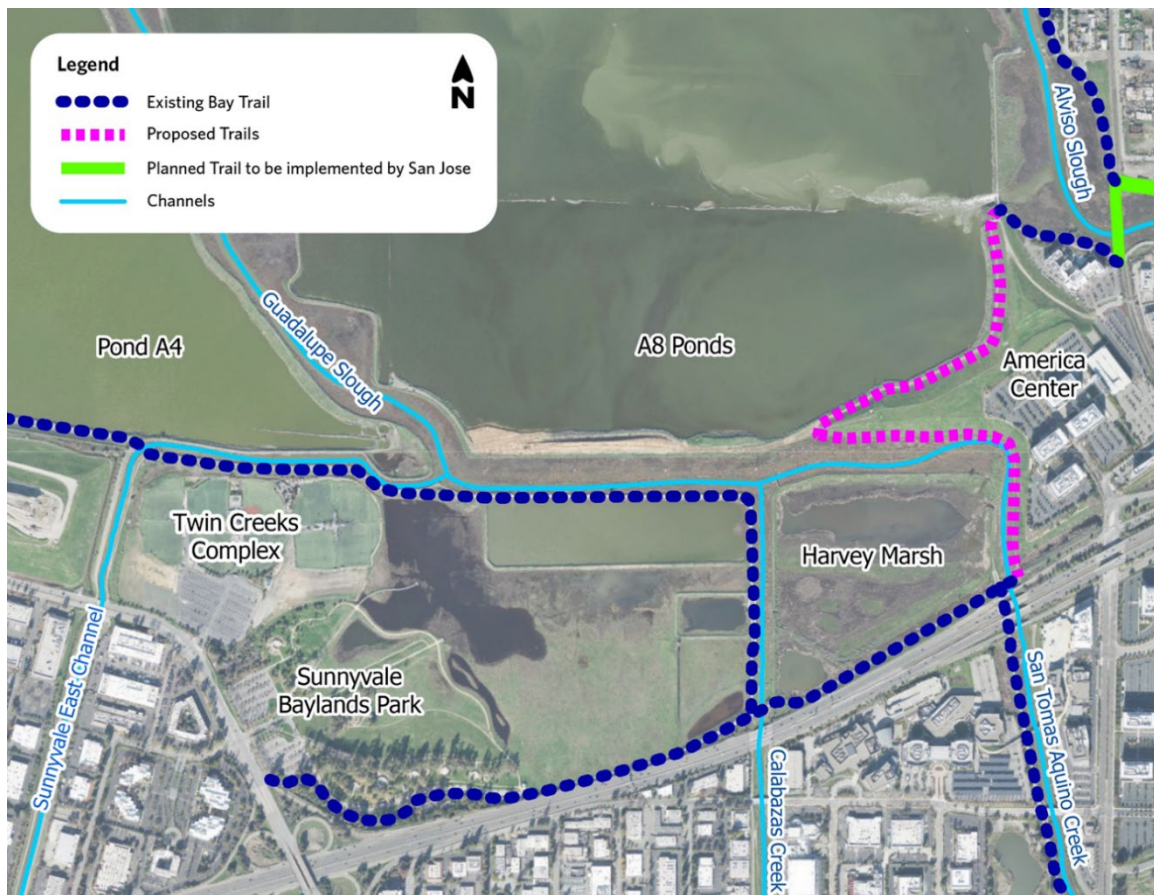 Legend
N
Existing Bay Trail
Proposed Trails
Planned Trail to be implemented by San Jose
Channels
Alviso Slough
Guadalupe Slough
Pond A4
A8 Ponds
America
Center
Twin Creeks
Complex
Harvey Marsh
Sunnyvale East Channel
Sunnyvale
Baylands Park
San Tomas Aquino Creek
Calabazas Creek